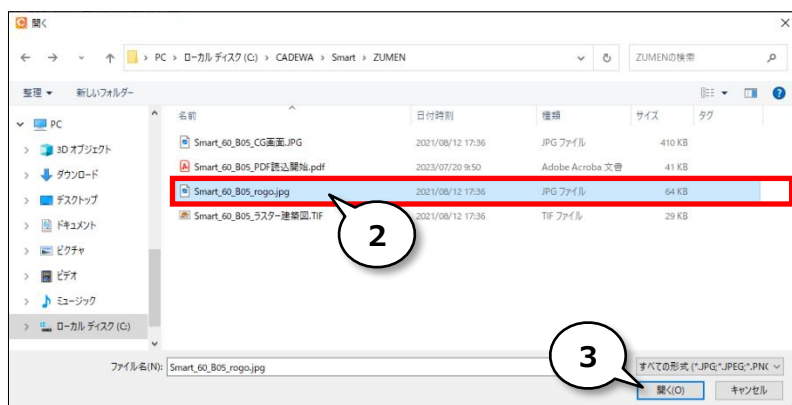 開く
PC > ローカル ディスク (C:) > CADEWA > Smart > ZUMEN
ZUMENの検索
整理 新しいフォルダー
名前 日付時刻 種類 サイズ タグ
PC
3D オブジェクト
ダウンロード
デスクトップ
ドキュメント
ピクチャ
ビデオ
ミュージック
ローカル ディスク (C:)
Smart_60_B05_CG画面.JPG 2021/08/12 17:36 JPG ファイル 410 KB
Smart_60_B05_PDF読込開始.pdf 2023/07/20 9:50 Adobe Acroba 文書 41 KB
Smart_60_B05_rogo.jpg 2021/08/12 17:36 JPG ファイル 64 KB
Smart_60_B05_ラスター建築図.TIF 2021/08/12 17:36 TIF ファイル 29 KB
2
3
ファイル名(N): Smart_60_B05_rogo.jpg
すべての形式 (*.JPG;*.JPEG;*.PNG
開く(O) キャンセル